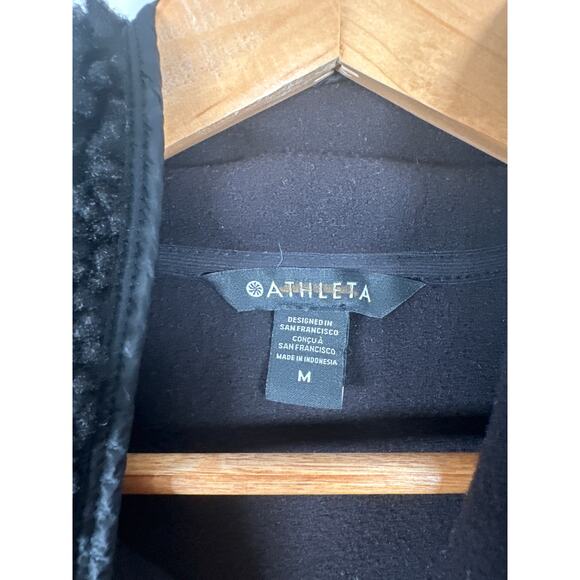 ATHLETA
DESIGNED IN
SAN FRANCISCO
CONÇU À
SAN FRANCISCO
MADE IN INDONESIA
M